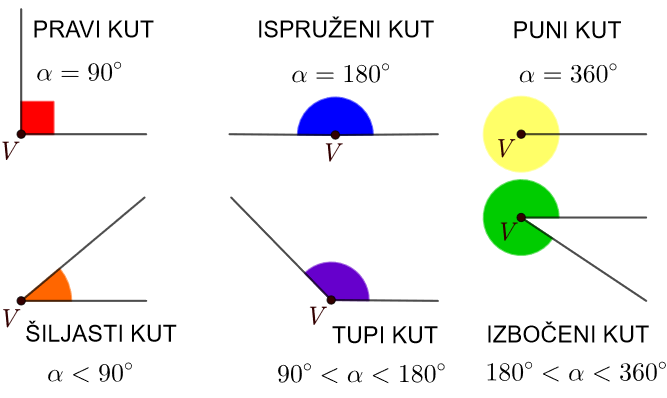 PRAVI KUT
α = 90°
V
ISPRUŽENI KUT
α = 180°
V
PUNI KUT
α = 360°
V
V
ŠILJASTI KUT
α < 90°
V
TUPI KUT
90° < α < 180°
V
IZBOČENI KUT
180° < α < 360°